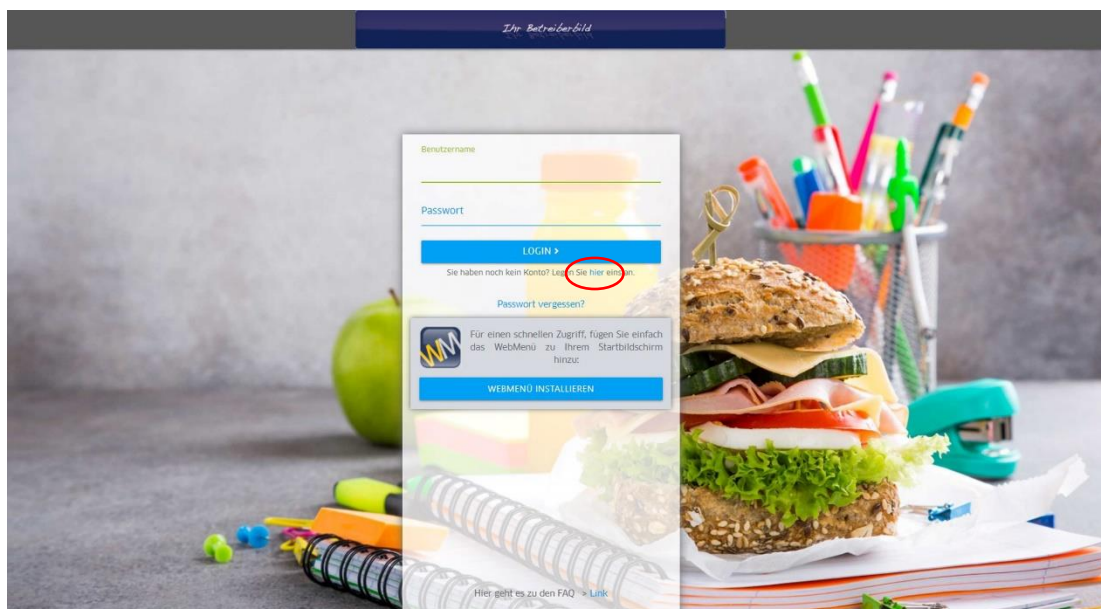 Ihr Betreiberbild
Benutzername
Passwort
LOGIN >
Sie haben noch kein Konto? Legen Sie hier eins an.
Passwort vergessen?
WM
Für einen schnellen Zugriff, fügen Sie einfach
das WebMenü zu Ihrem Startbildschirm
hinzu:
WEBMENÜ INSTALLIEREN
Hier geht es zu den FAQ > Link